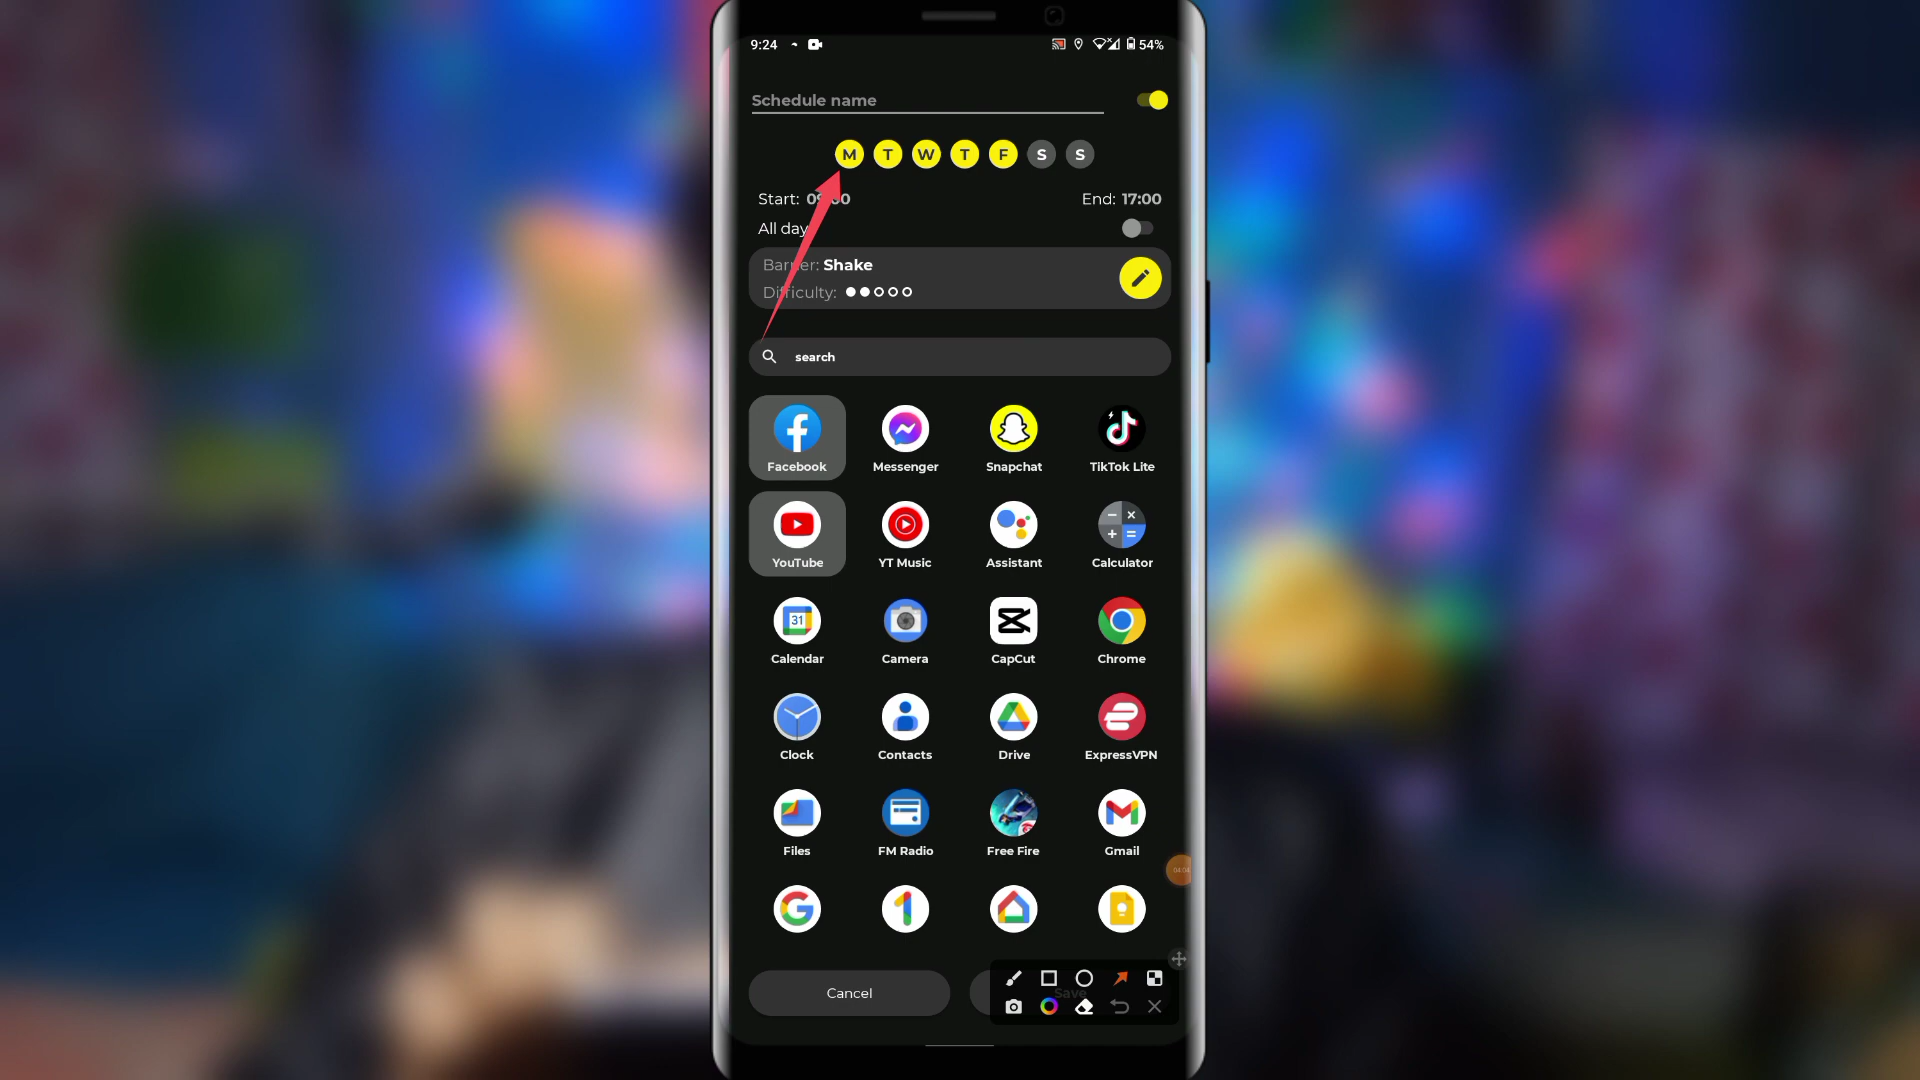 9:24
54%
Schedule name
M T W T F S S
Start: 09:00 End: 17:00
All day
Barrier: Shake
Difficulty:
search
Facebook Messenger Snapchat TikTok Lite
YouTube YT Music Assistant Calculator
31
Calendar Camera CapCut Chrome
Clock Contacts Drive ExpressVPN
Files FM Radio Free Fire Gmail
Cancel Save